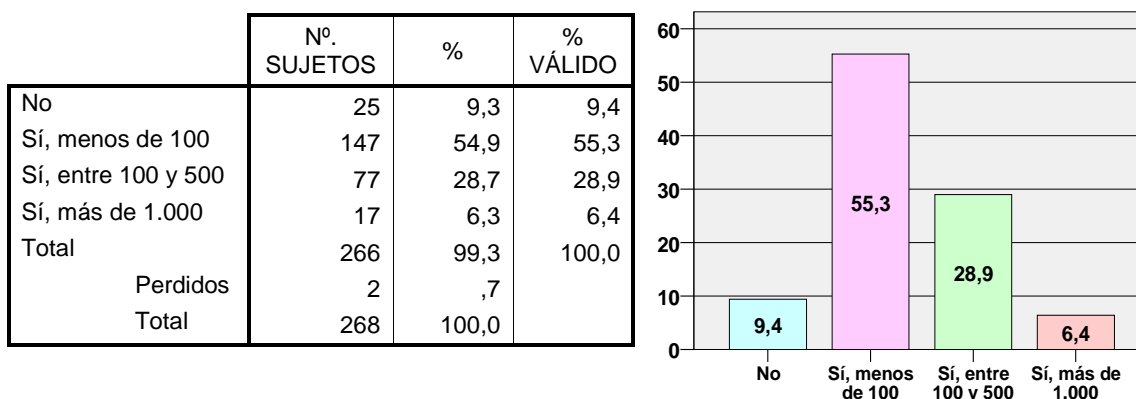 Nº. SUJETOS % % VÁLIDO
No 25 9,3 9,4
Sí, menos de 100 147 54,9 55,3
Sí, entre 100 y 500 77 28,7 28,9
Sí, más de 1.000 17 6,3 6,4
Total 266 99,3 100,0
Perdidos 2 ,7
Total 268 100,0
60
50
40
30
20
10
0
9,4
55,3
28,9
6,4
No
Sí, menos
de 100
Sí, entre
100 y 500
Sí, más de
1.000